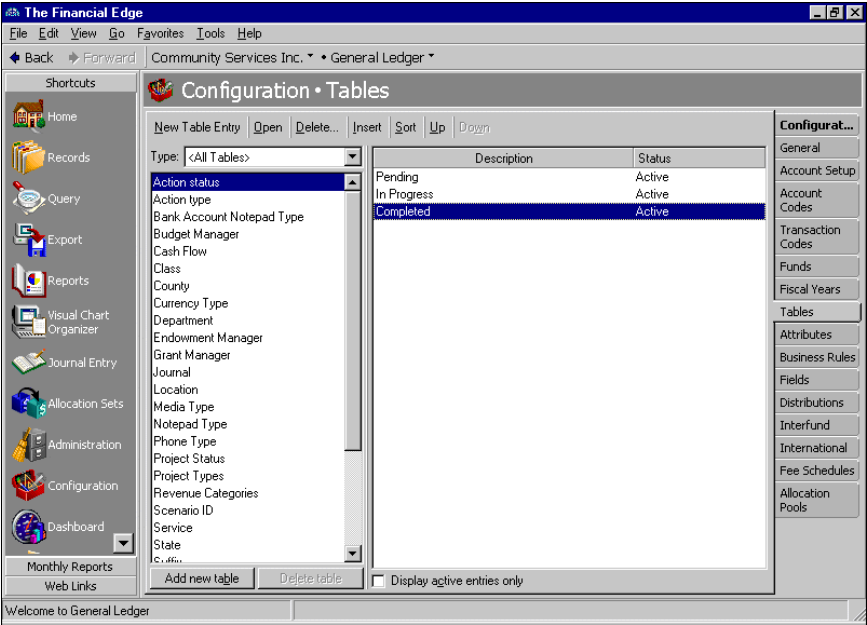 The Financial Edge
File Edit View Go Favorites Tools Help
Back Forward Community Services Inc. • General Ledger
Shortcuts
Home
Records
Query
Export
Reports
Visual Chart
Organizer
Journal Entry
Allocation Sets
Administration
Configuration
Dashboard
Monthly Reports
Web Links
Configuration • Tables
New Table Entry Open Delete... Insert Sort Up Down
Type: <All Tables>
Action status
Action type
Bank Account Notepad Type
Budget Manager
Cash Flow
Class
County
Currency Type
Department
Endowment Manager
Grant Manager
Journal
Location
Media Type
Notepad Type
Phone Type
Project Status
Project Types
Revenue Categories
Scenario ID
Service
State
Suffix
Add new table Delete table
Description Status
Pending Active
In Progress Active
Completed Active
Display active entries only
Configurat...
General
Account Setup
Account
Codes
Transaction
Codes
Funds
Fiscal Years
Tables
Attributes
Business Rules
Fields
Distributions
Interfund
International
Fee Schedules
Allocation
Pools
Welcome to General Ledger